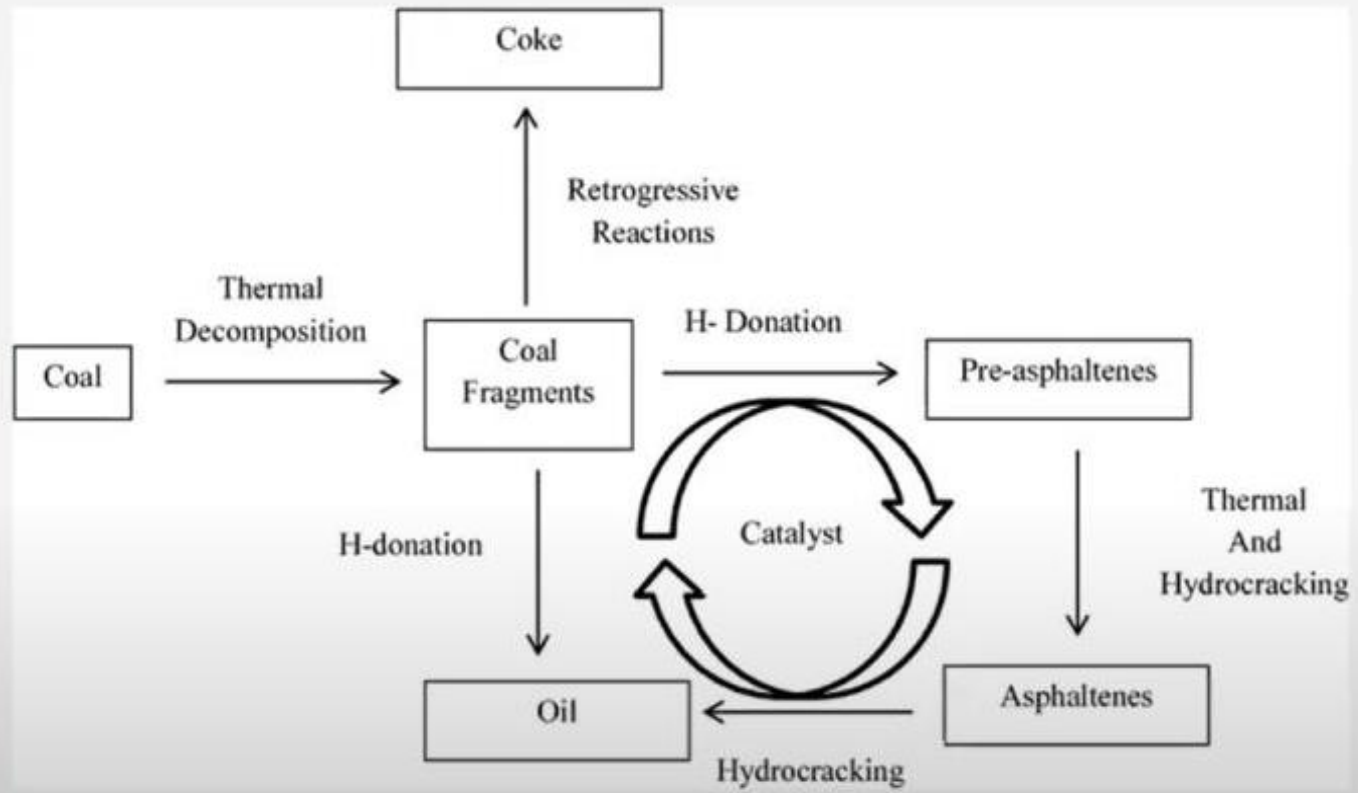 Coke
Retrogressive
Reactions
Thermal
Decomposition
H- Donation
Coal
Coal
Fragments
Pre-asphaltenes
H-donation
Catalyst
Thermal
And
Hydrocracking
Oil
Asphaltenes
Hydrocracking